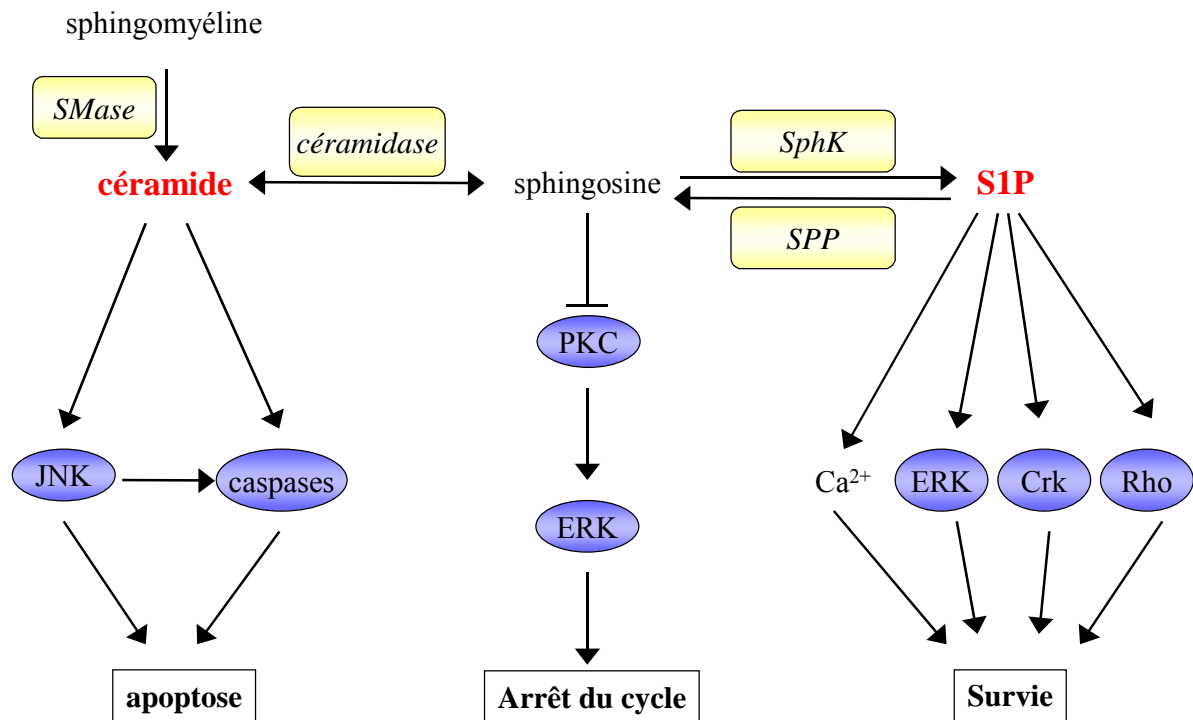 sphingomyéline
SMase
céramidase
SphK
céramide
sphingosine
S1P
SPP
PKC
JNK
caspases
Ca²⁺
ERK
Crk
Rho
ERK
apoptose
Arrêt du cycle
Survie